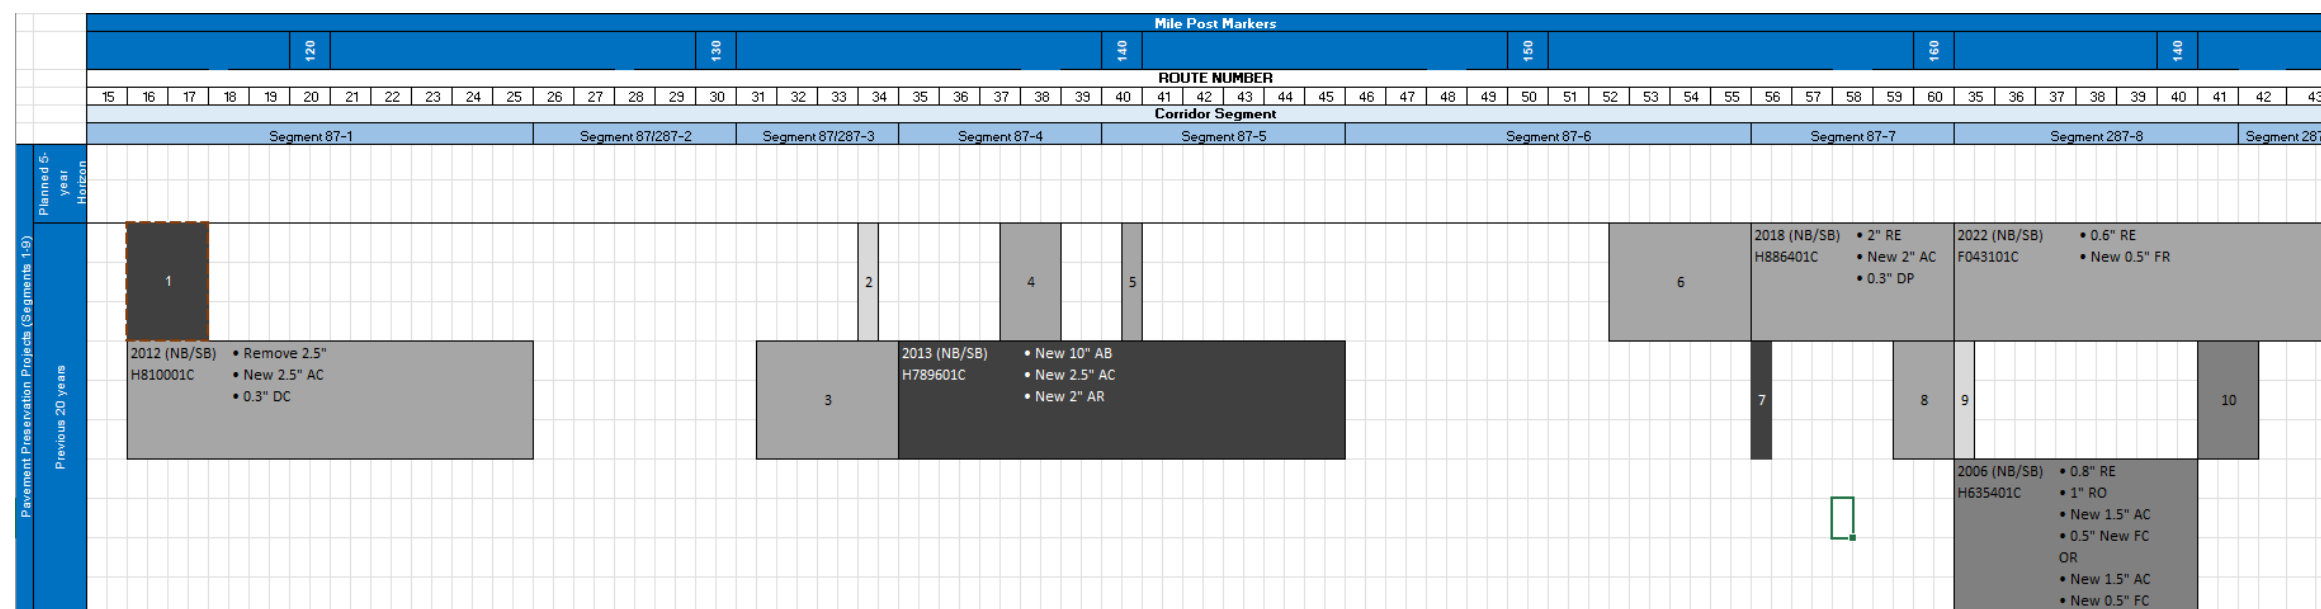 Mile Post Markers
120 130 140 150 160 140
ROUTE NUMBER
15 16 17 18 19 20 21 22 23 24 25 26 27 28 29 30 31 32 33 34 35 36 37 38 39 40 41 42 43 44 45 46 47 48 49 50 51 52 53 54 55 56 57 58 59 60 35 36 37 38 39 40 41 42 43
Corridor Segment
Segment 87-1 Segment 87/287-2 Segment 87/287-3 Segment 87-4 Segment 87-5 Segment 87-6 Segment 87-7 Segment 287-8 Segment 287
Pavement Preservation Projects (Segments 1-9)
Planned 5-
year
Horizon
Previous 20 years
1
2
4
5
6
2018 (NB/SB) • 2" RE
H886401C • New 2" AC
• 0.3" DP
2022 (NB/SB) • 0.6" RE
F043101C • New 0.5" FR
2012 (NB/SB) • Remove 2.5"
H810001C • New 2.5" AC
• 0.3" DC
3
2013 (NB/SB) • New 10" AB
H789601C • New 2.5" AC
• New 2" AR
7
8
9
10
2006 (NB/SB) • 0.8" RE
H635401C • 1" RO
• New 1.5" AC
• 0.5" New FC
OR
• New 1.5" AC
• New 0.5" FC